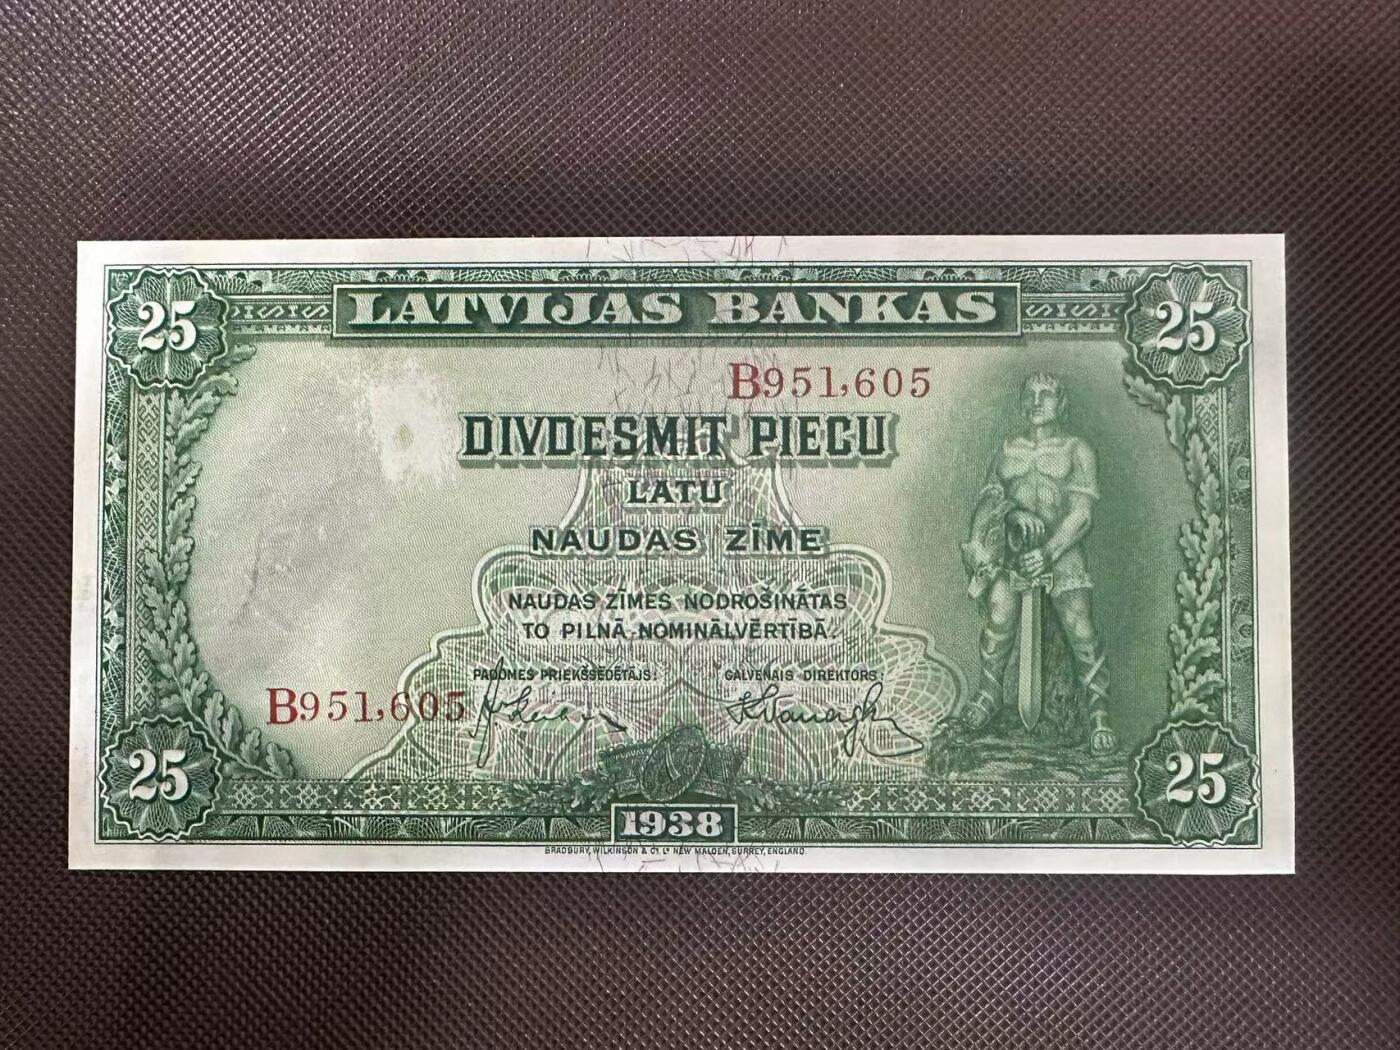 25 LATVIJAS BANKAS 25
B951,605
DIVDESMIT PIECU
LATU
NAUDAS ZĪME
NAUDAS ZĪMES NODROŠINĀTAS
TO PILNĀ NOMINĀLVĒRTĪBĀ.
PADOMES PRIEKŠSĒDĒTĀJS: GALVENAIS DIREKTORS:
B951,605
25 25
1938
BRADBURY, WILKINSON & Co. Ld. NEW MALDEN, SURREY, ENGLAND.